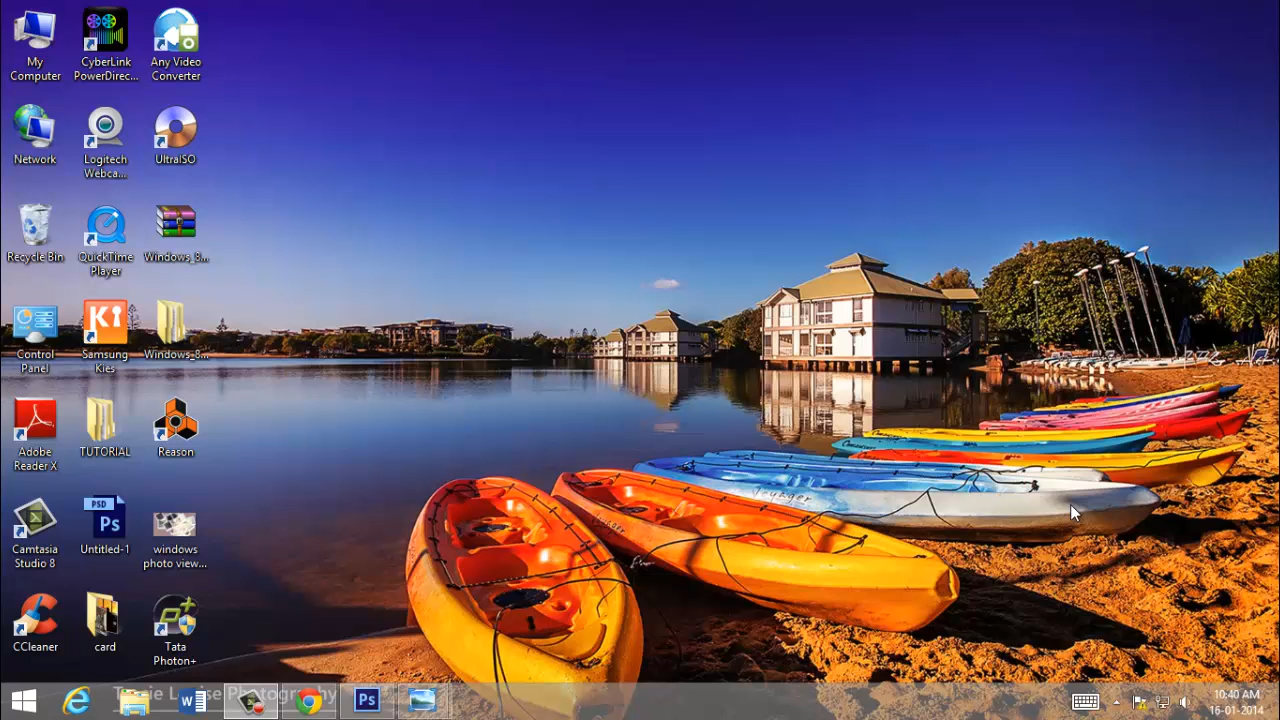 My
Computer
CyberLink
PowerDirec...
Any Video
Converter
Network
Logitech
Webca...
UltraISO
Recycle Bin
QuickTime
Player
Windows_8...
Control
Panel
Samsung
Kies
Windows_8...
Adobe
Reader X
TUTORIAL
Reason
Camtasia
Studio 8
PSD
Ps
Untitled-1
windows
photo view...
CCleaner
card
Tata
Photon+
Voyager
Photography
Ps
10:40 AM
16-01-2014